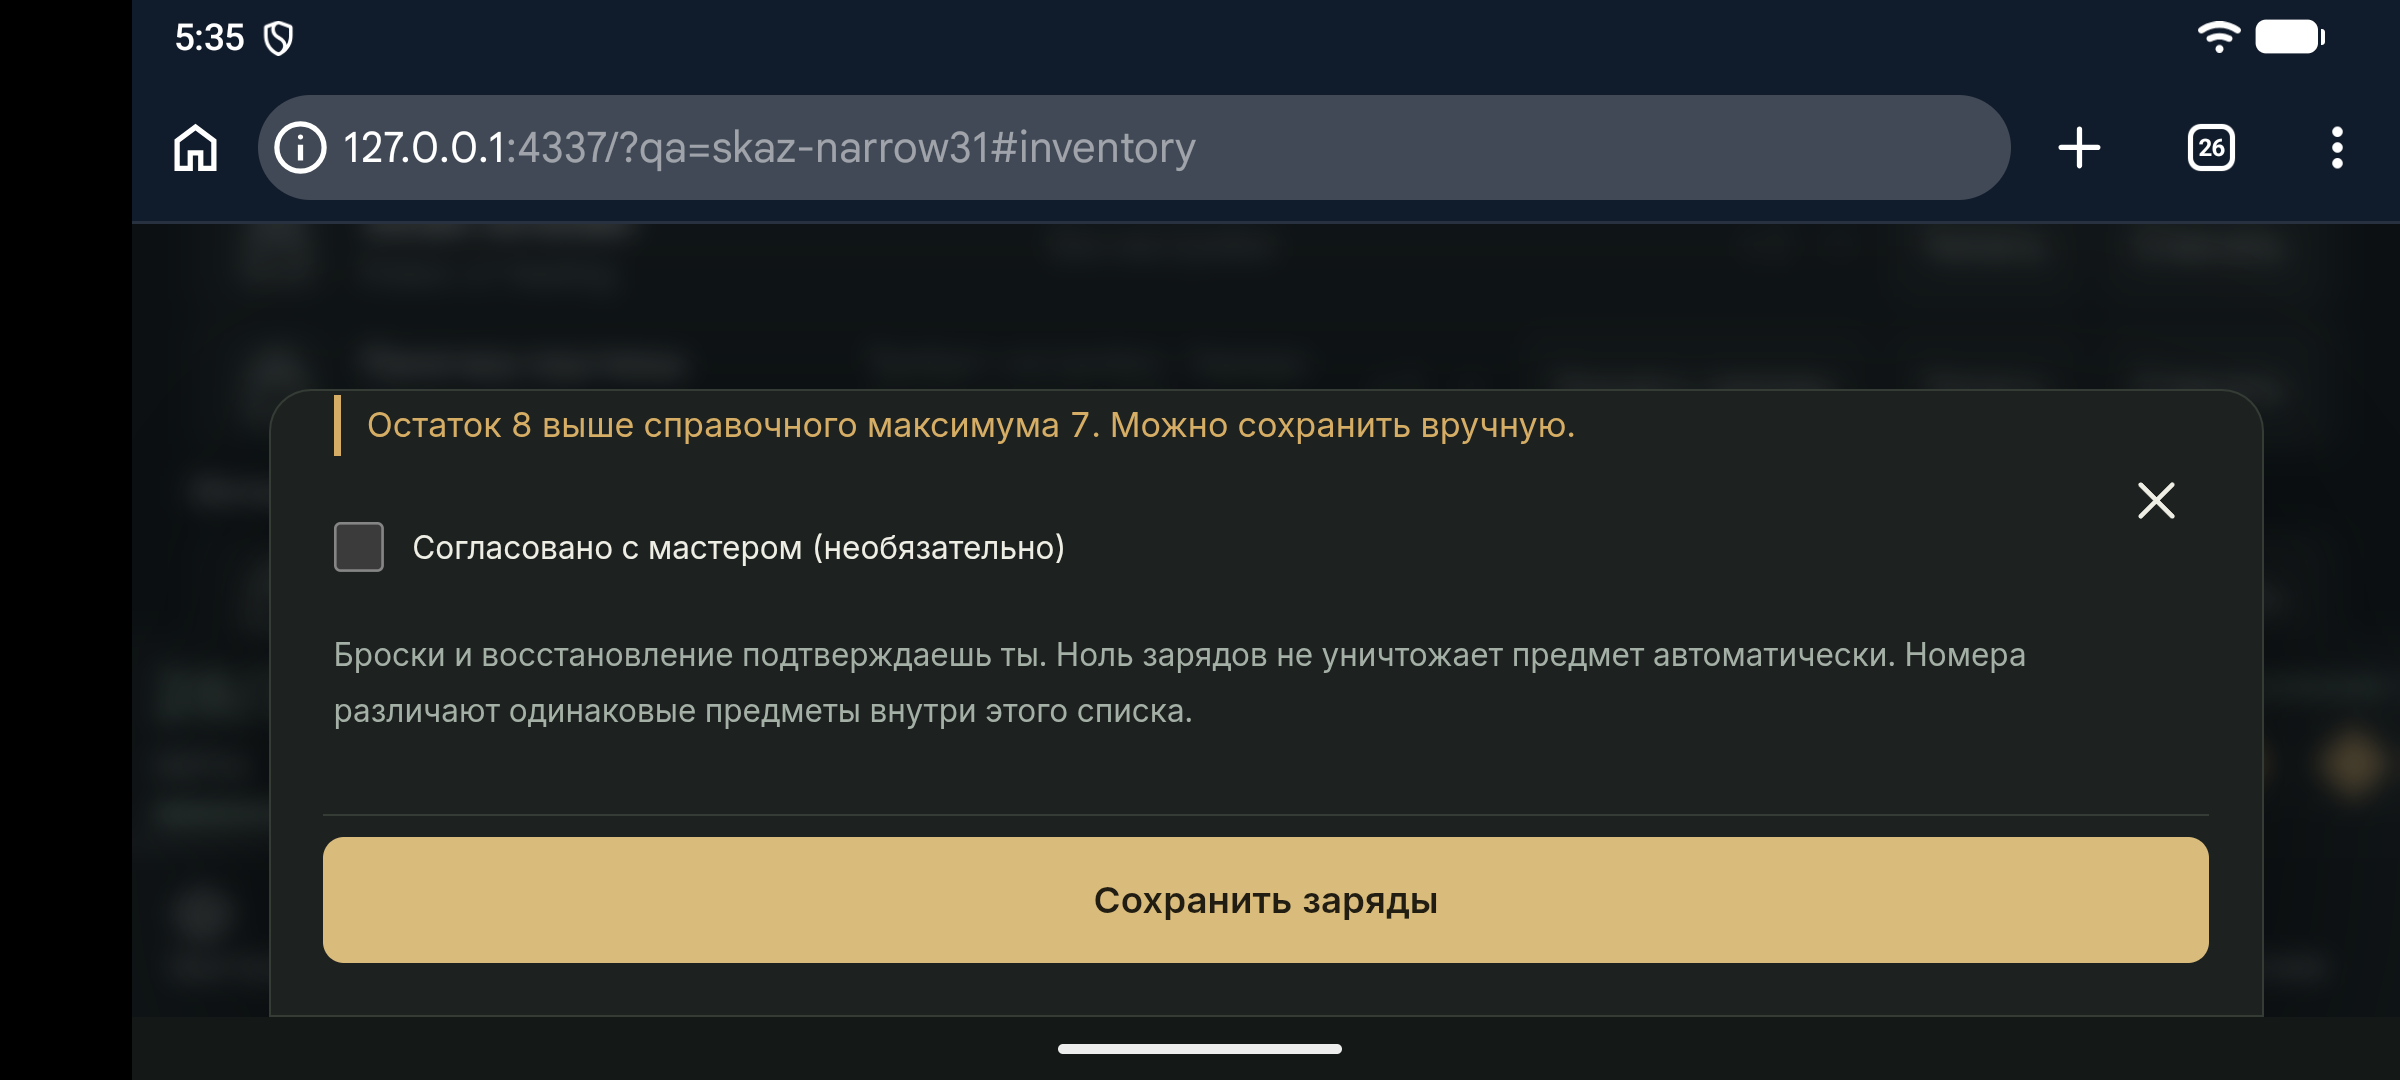 5:35
127.0.0.1:4337/?qa=skaz-narrow31#inventory
26
Остаток 8 выше справочного максимума 7. Можно сохранить вручную.
Согласовано с мастером (необязательно)
Броски и восстановление подтверждаешь ты. Ноль зарядов не уничтожает предмет автоматически. Номера
различают одинаковые предметы внутри этого списка.
Сохранить заряды